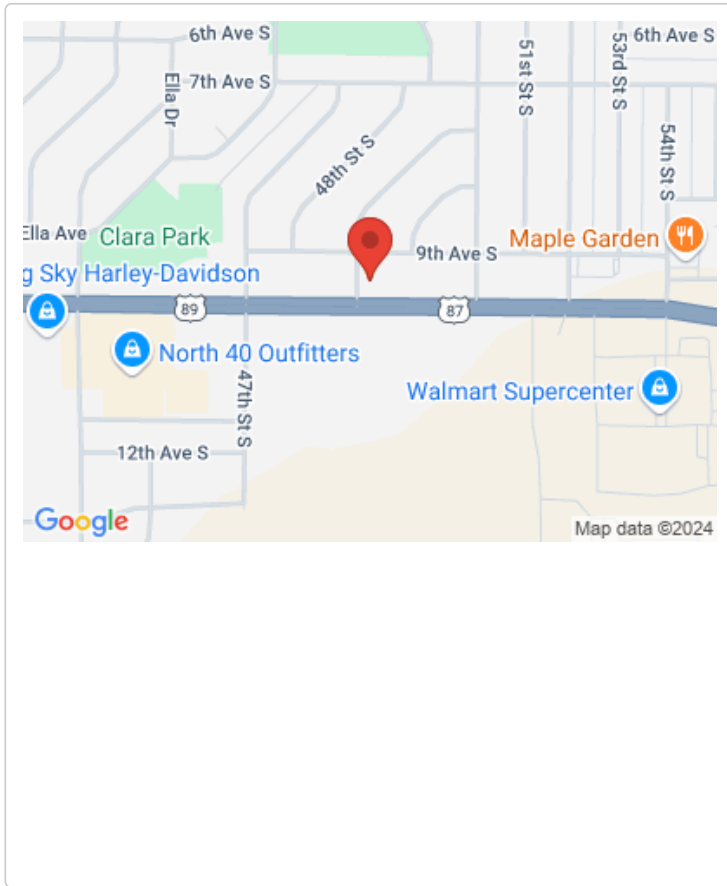 6th Ave S
6th Ave S
7th Ave S
Ella Dr
51st St S
53rd St S
48th St S
54th St S
Ella Ave
Clara Park
9th Ave S
Maple Garden
g Sky Harley-Davidson
89
87
North 40 Outfitters
47th St S
Walmart Supercenter
12th Ave S
Google
Map data ©2024